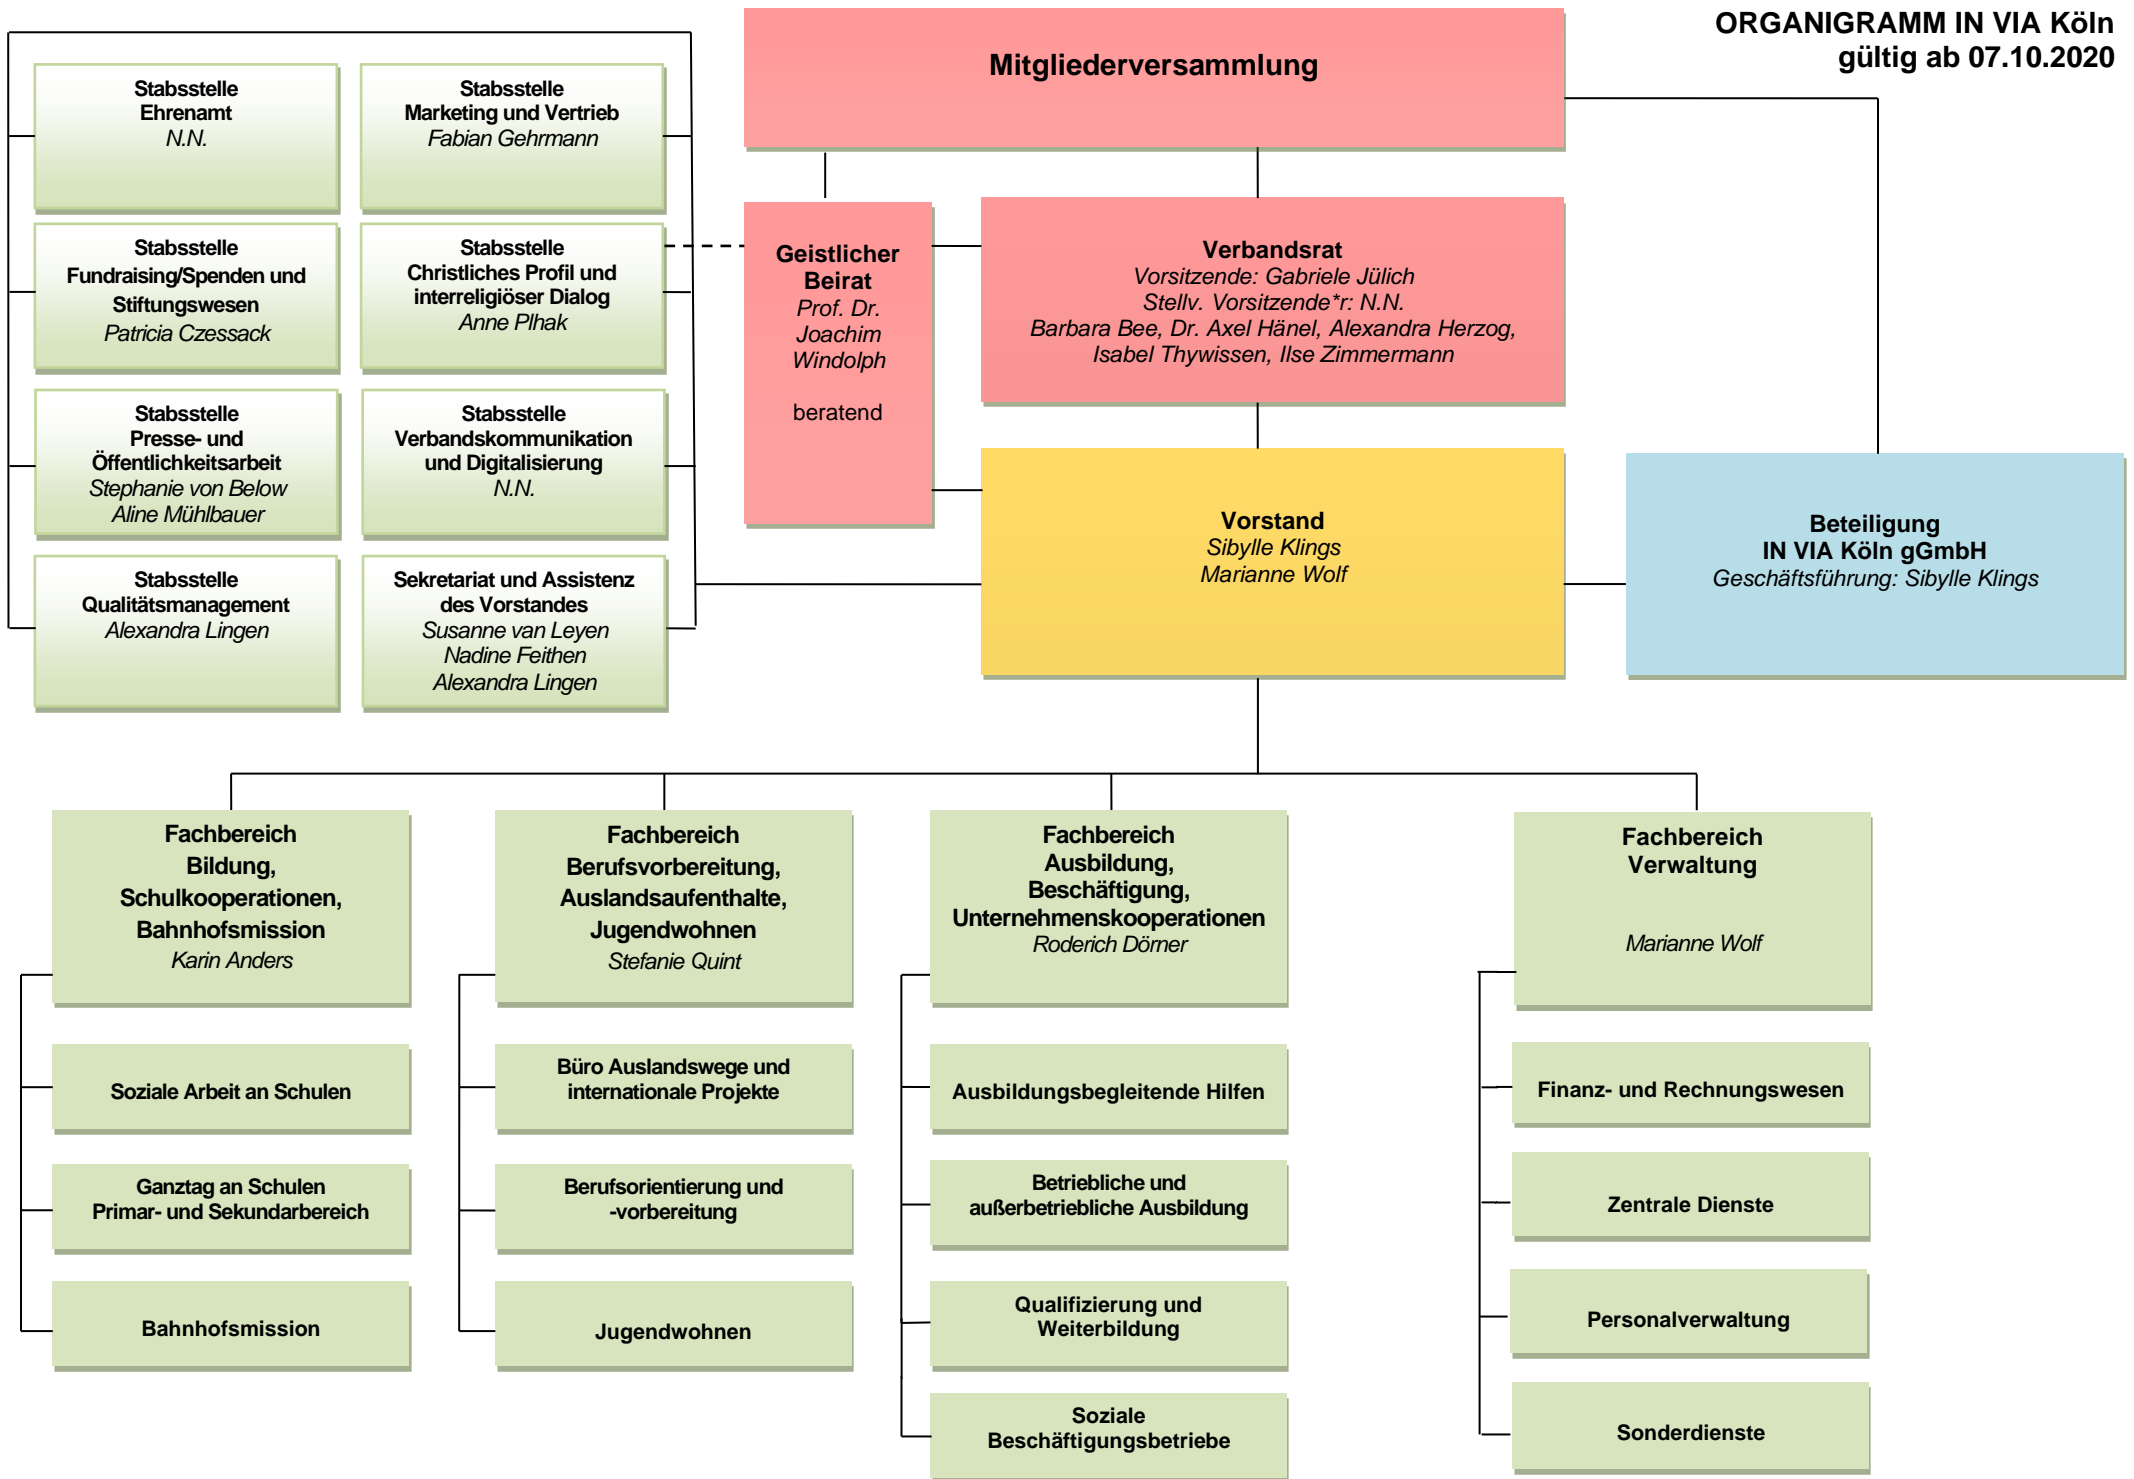 ORGANIGRAMM IN VIA Köln
gültig ab 07.10.2020
Mitgliederversammlung
Stabsstelle
Ehrenamt
N.N.
Stabsstelle
Marketing und Vertrieb
Fabian Gehrmann
Stabsstelle
Fundraising/Spenden und
Stiftungswesen
Patricia Czessack
Stabsstelle
Christliches Profil und
interreligiöser Dialog
Anne Plhak
Geistlicher
Beirat
Prof. Dr.
Joachim
Windolph
beratend
Verbandsrat
Vorsitzende: Gabriele Jülich
Stellv. Vorsitzende*r: N.N.
Barbara Bee, Dr. Axel Hänel, Alexandra Herzog,
Isabel Thywissen, Ilse Zimmermann
Stabsstelle
Presse- und
Öffentlichkeitsarbeit
Stephanie von Below
Aline Mühlbauer
Stabsstelle
Verbandskommunikation
und Digitalisierung
N.N.
Stabsstelle
Qualitätsmanagement
Alexandra Lingen
Sekretariat und Assistenz
des Vorstandes
Susanne van Leyen
Nadine Feithen
Alexandra Lingen
Vorstand
Sibylle Klings
Marianne Wolf
Beteiligung
IN VIA Köln gGmbH
Geschäftsführung: Sibylle Klings
Fachbereich
Bildung,
Schulkooperationen,
Bahnhofsmission
Karin Anders
Soziale Arbeit an Schulen
Ganztag an Schulen
Primar- und Sekundarbereich
Bahnhofsmission
Fachbereich
Berufsvorbereitung,
Auslandsaufenthalte,
Jugendwohnen
Stefanie Quint
Büro Auslandswege und
internationale Projekte
Berufsorientierung und
-vorbereitung
Jugendwohnen
Fachbereich
Ausbildung,
Beschäftigung,
Unternehmenskooperationen
Roderich Dörner
Ausbildungsbegleitende Hilfen
Betriebliche und
außerbetriebliche Ausbildung
Qualifizierung und
Weiterbildung
Soziale
Beschäftigungsbetriebe
Fachbereich
Verwaltung
Marianne Wolf
Finanz- und Rechnungswesen
Zentrale Dienste
Personalverwaltung
Sonderdienste